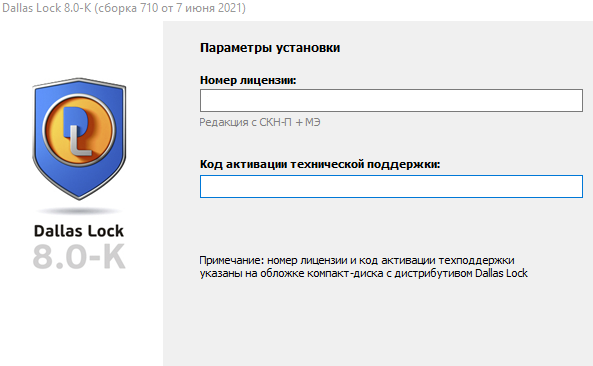 Dallas Lock 8.0-K (сборка 710 от 7 июня 2021)
Параметры установки
Номер лицензии:
Редакция с СКН-П + МЭ
Код активации технической поддержки:
DL
Dallas Lock
8.0-K
Примечание: номер лицензии и код активации техподдержки
указаны на обложке компакт-диска с дистрибутивом Dallas Lock